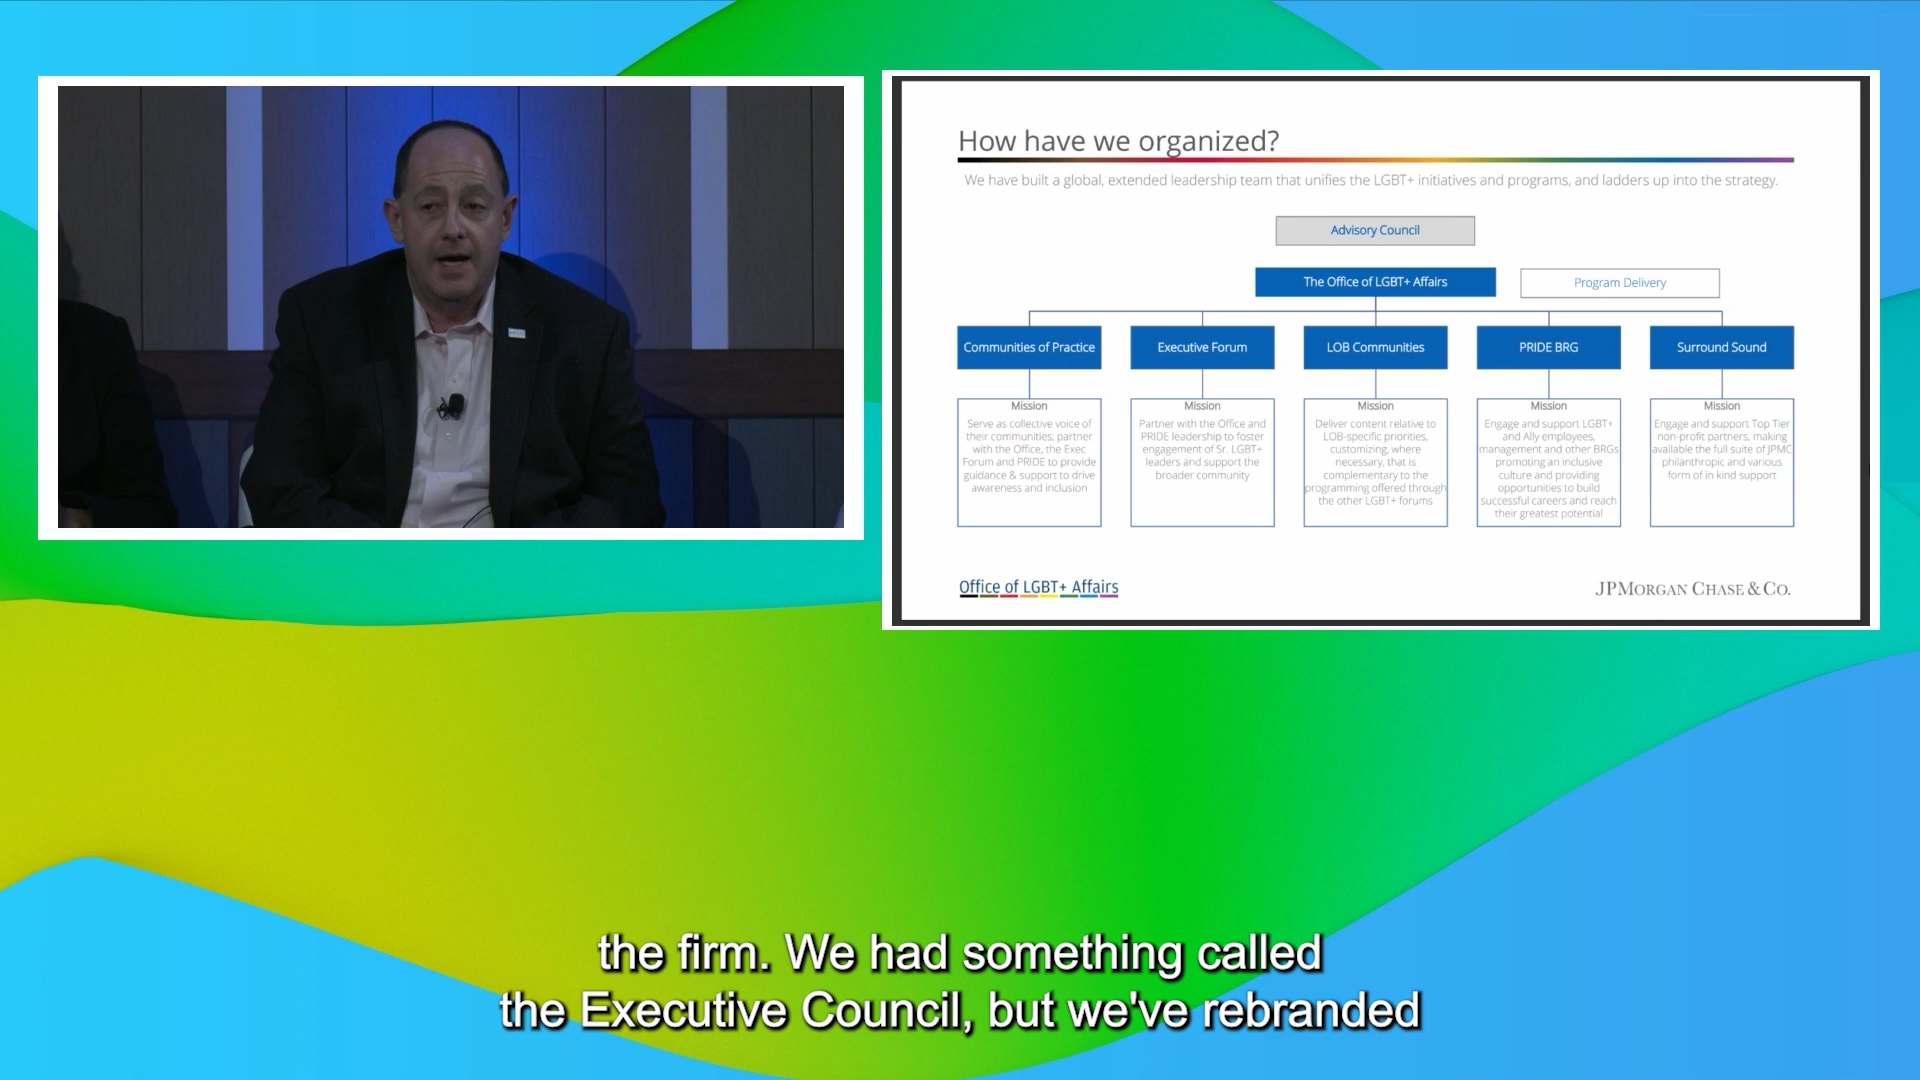 How have we organized?
We have built a global, extended leadership team that unifies the LGBT+ initiatives and programs, and ladders up into the strategy.
Advisory Council
The Office of LGBT+ Affairs
Program Delivery
Communities of Practice
Executive Forum
LOB Communities
PRIDE BRG
Surround Sound
Mission
Serve as collective voice of
their communities; partner
with the Office, the Exec
Forum and PRIDE to provide
guidance & support to drive
awareness and inclusion
Mission
Partner with the Office and
PRIDE leadership to foster
engagement of Sr. LGBT+
leaders and support the
broader community
Mission
Deliver content relative to
LOB-specific priorities,
customizing, where
necessary, that is
complementary to the
programming offered through
the other LGBT+ forums
Mission
Engage and support LGBT+
and Ally employees,
management and other BRGs
promoting an inclusive
culture and providing
opportunities to build
successful careers and reach
their greatest potential
Mission
Engage and support Top Tier
non-profit partners, making
available the full suite of JPMC
philanthropic and various
form of in kind support
Office of LGBT+ Affairs
JPMORGAN CHASE & CO.
the firm. We had something called
the Executive Council, but we've rebranded